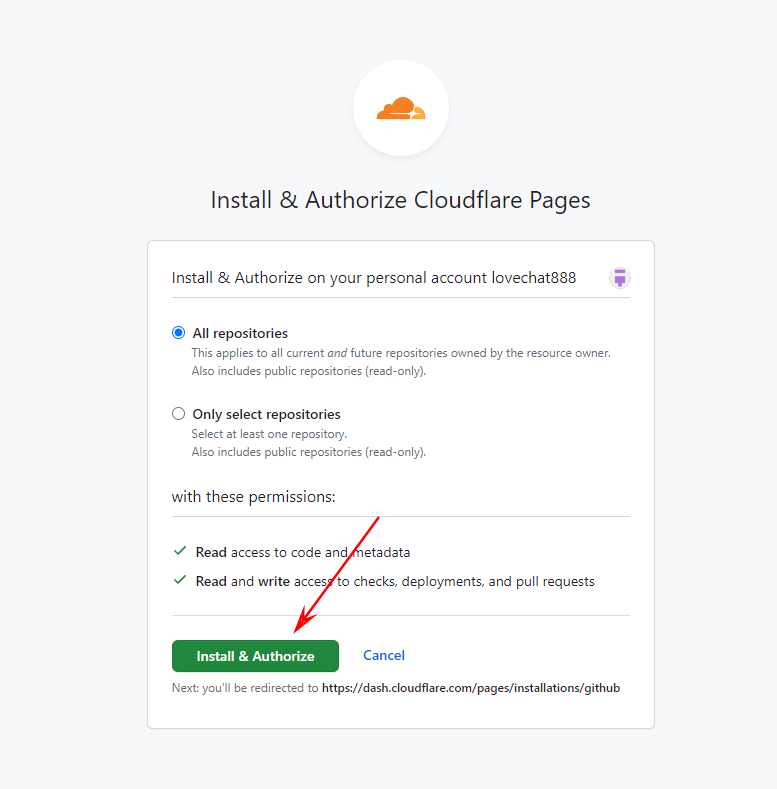 Install & Authorize Cloudflare Pages
Install & Authorize on your personal account lovechat888
All repositories
This applies to all current and future repositories owned by the resource owner.
Also includes public repositories (read-only).
Only select repositories
Select at least one repository.
Also includes public repositories (read-only).
with these permissions:
Read access to code and metadata
Read and write access to checks, deployments, and pull requests
Install & Authorize Cancel
Next: you'll be redirected to https://dash.cloudflare.com/pages/installations/github